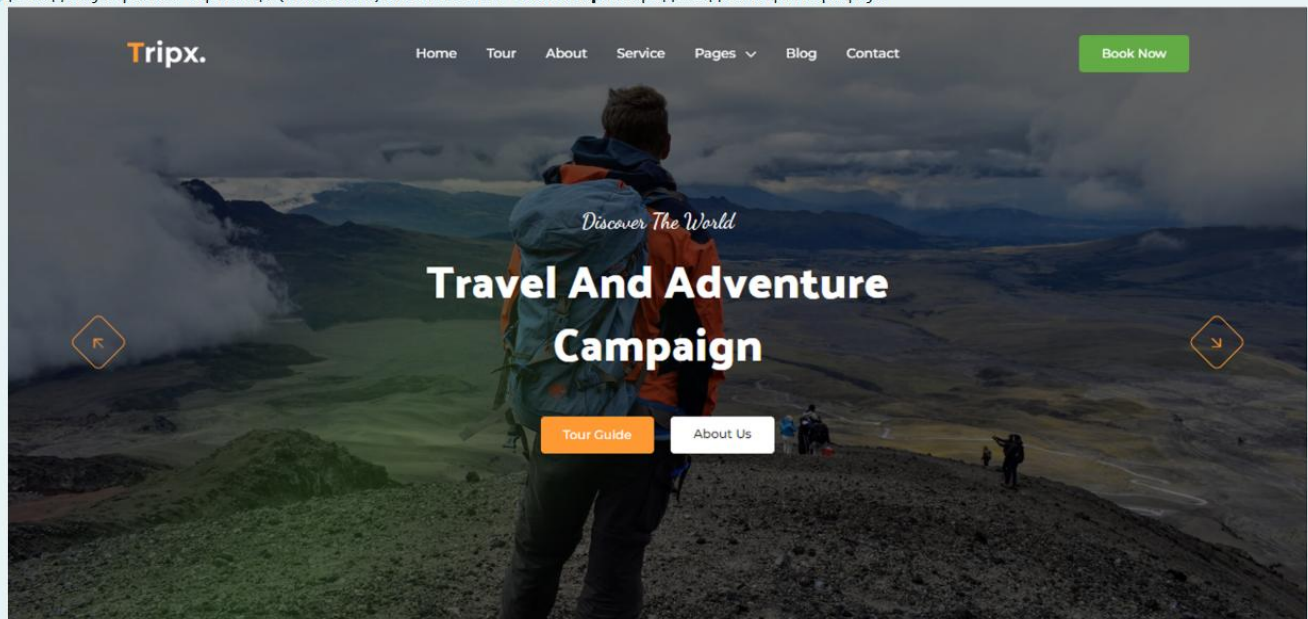 Tripx.
Home Tour About Service Pages Blog Contact
Book Now
Discover The World
Travel And Adventure
Campaign
Tour Guide About Us